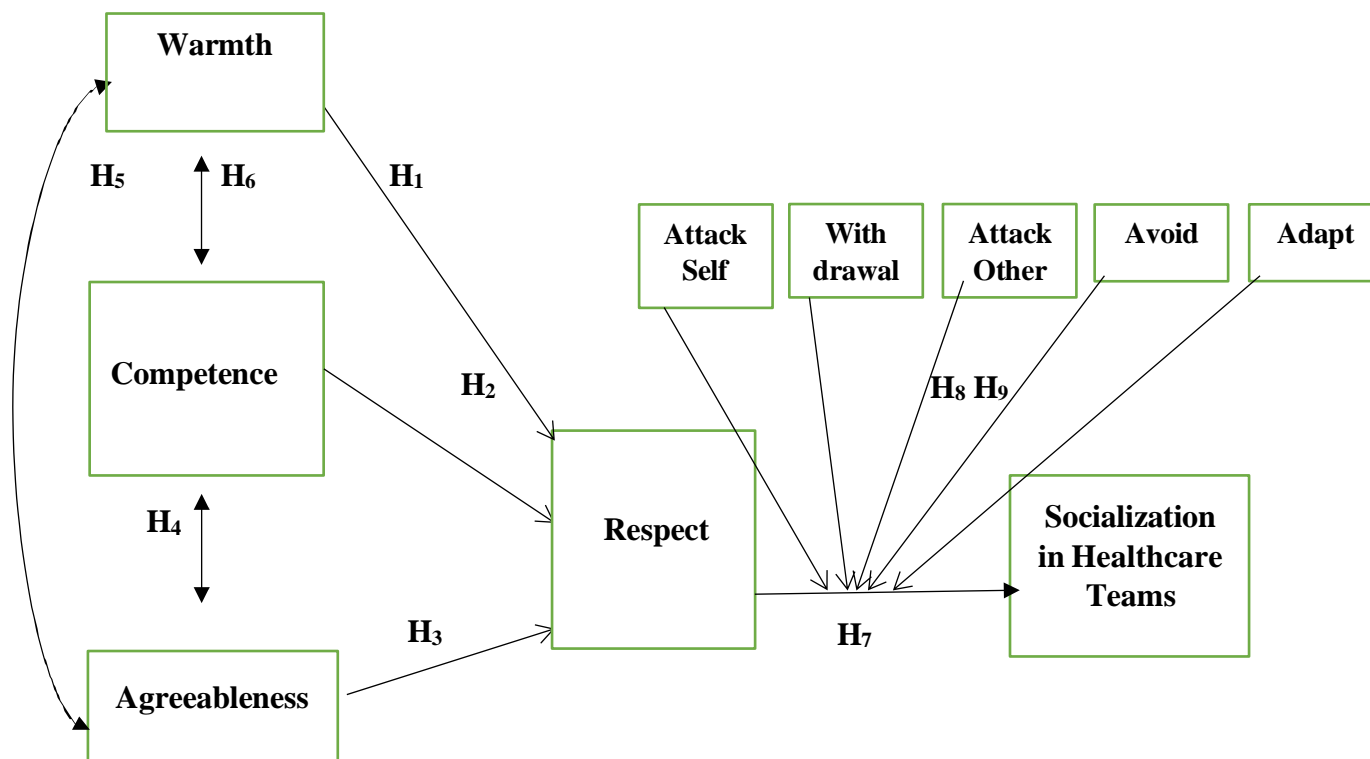 Warmth
H₅
H₆
H₁
Attack
Self
With
drawal
Attack
Other
Avoid
Adapt
Competence
H₂
H₈ H₉
H₄
Respect
Socialization
in Healthcare
Teams
H₃
H₇
Agreeableness